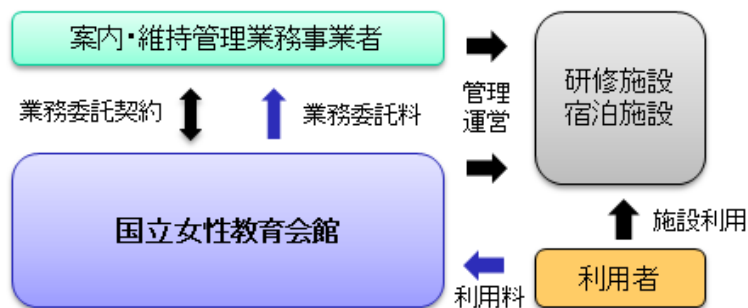 案内・維持管理業務事業者
業務委託契約
業務委託料
管理
運営
研修施設
宿泊施設
国立女性教育会館
施設利用
利用者
利用料